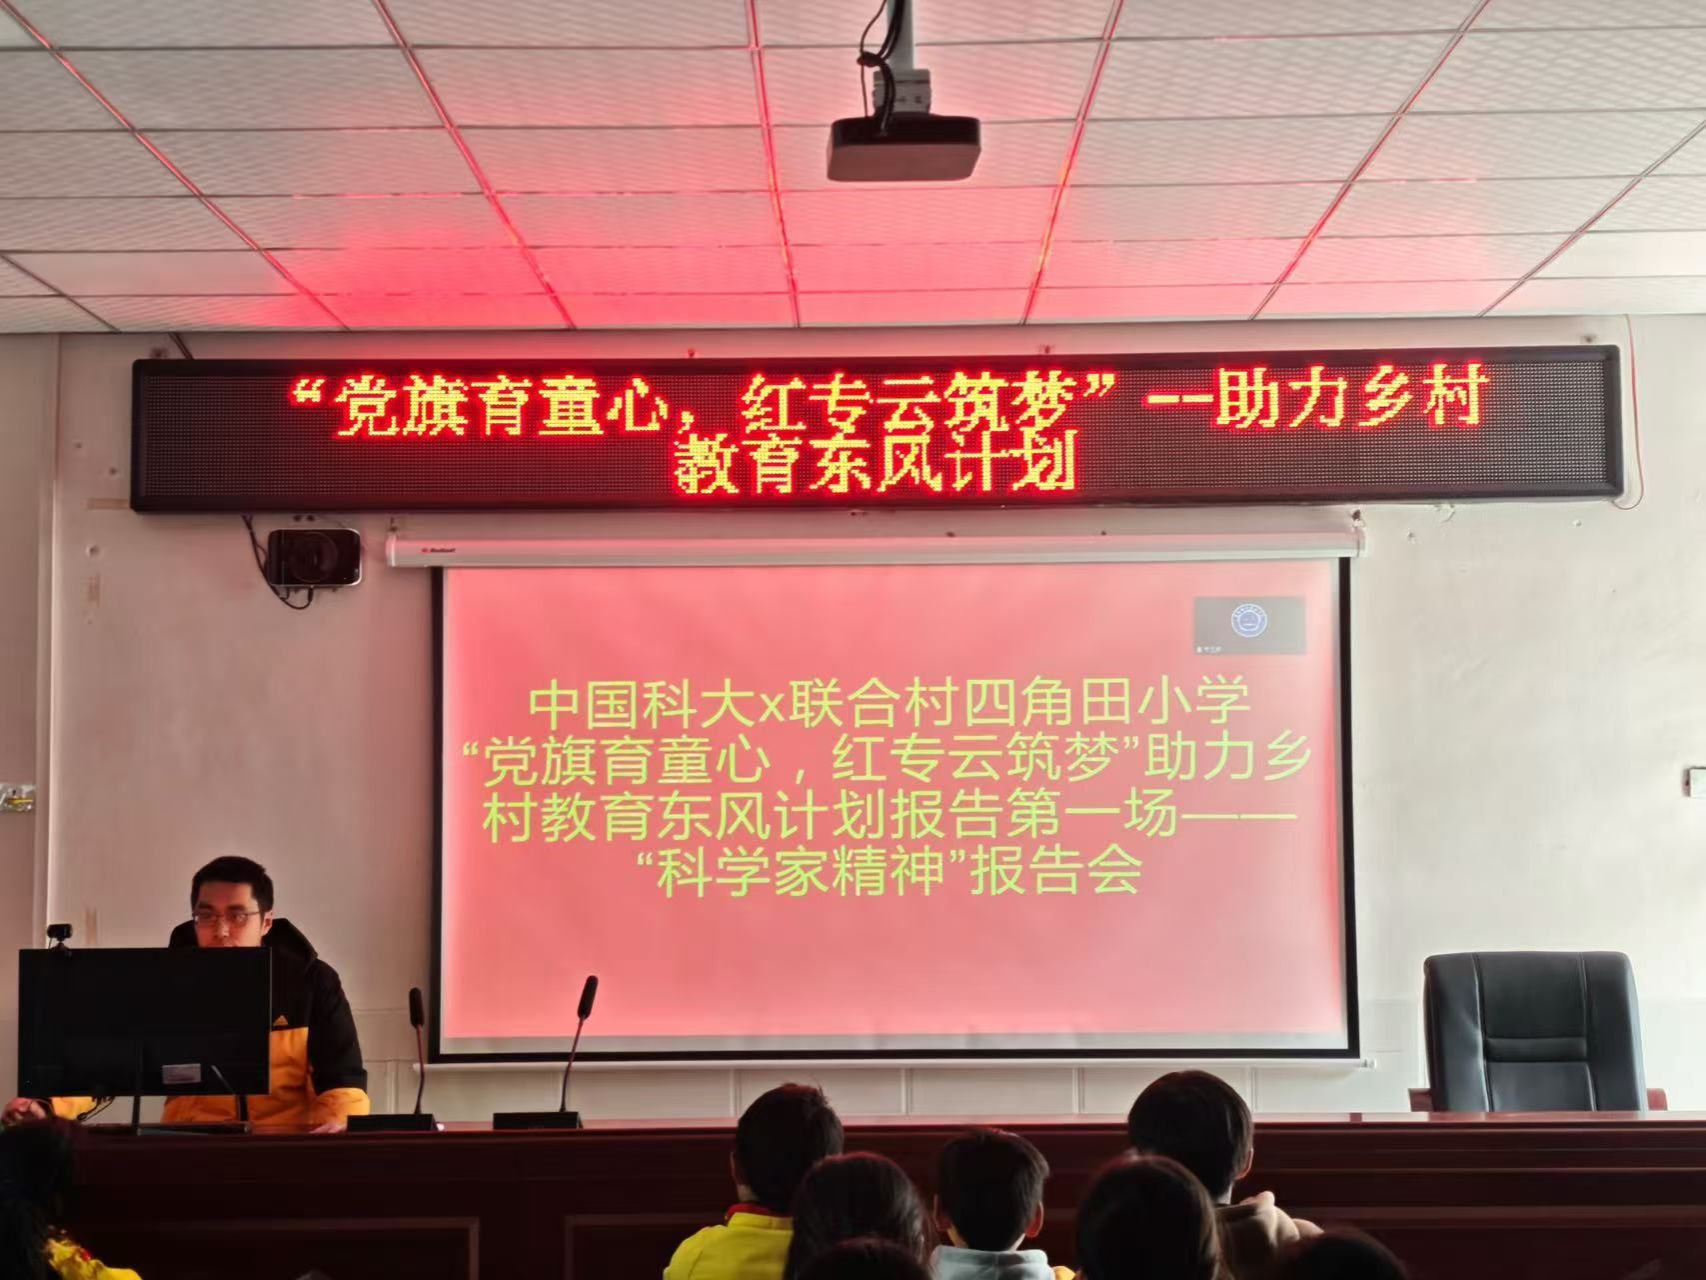 “党旗育童心，红专云筑梦”--助力乡村
教育东风计划
中国科大x联合村四角田小学
“党旗育童心，红专云筑梦”助力乡
村教育东风计划报告第一场——
“科学家精神”报告会